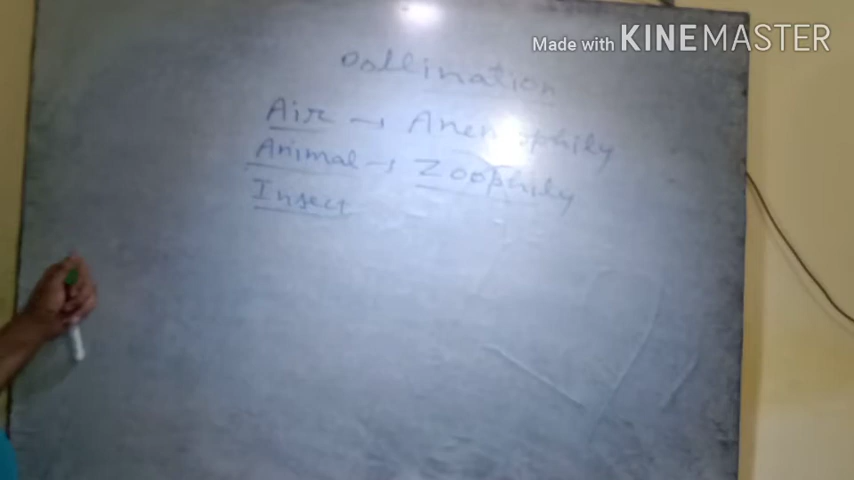 Made with KINEMASTER
Pollination
Air → Anemophily
Animal → Zoophily
Insect